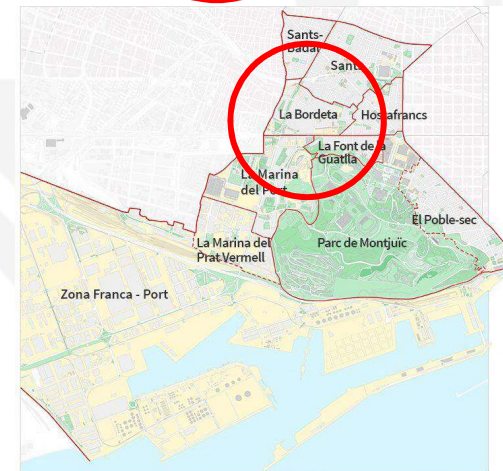 Sants-
Badal
Sants
La Bordeta
Hostafrancs
La Font de la
Guatlla
La Marina
del Port
El Poble-sec
La Marina del
Prat Vermell
Parc de Montjuïc
Zona Franca - Port